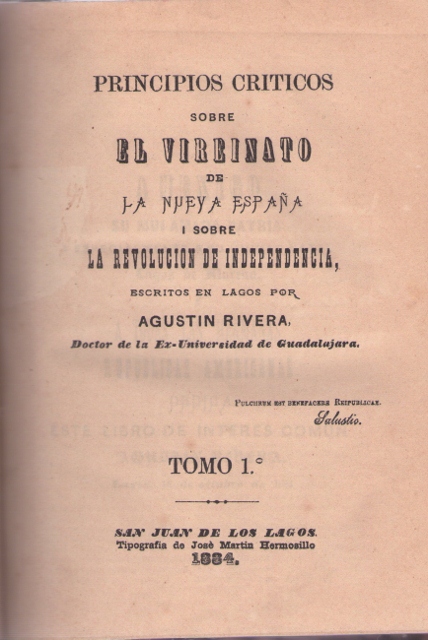 PRINCIPIOS CRITICOS
SOBRE
EL VIREINATO
DE
LA NUEVA ESPAÑA
I SOBRE
LA REVOLUCION DE INDEPENDENCIA,
ESCRITOS EN LAGOS POR
AGUSTIN RIVERA,
Doctor de la Ex-Universidad de Guadalajara.
PULCHRUM EST BENEFACERE REIPUBLICAE.
Salustio.
TOMO 1.°
SAN JUAN DE LOS LAGOS.
Tipografia de José Martin Hermosillo
1884.